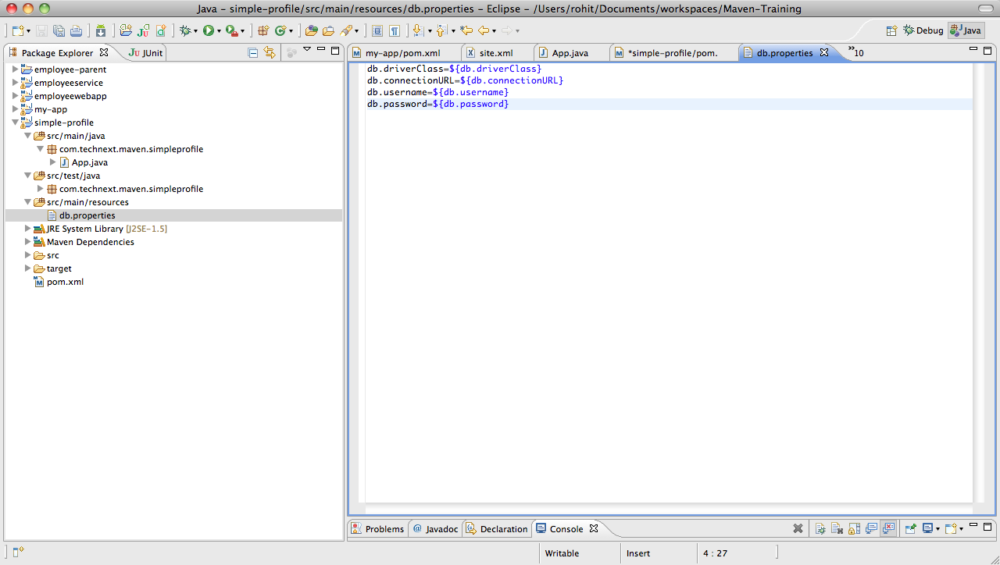 Java - simple-profile/src/main/resources/db.properties - Eclipse - /Users/rohit/Documents/workspaces/Maven-Training
Debug
Java
Package Explorer
JUnit
my-app/pom.xml
site.xml
App.java
*simple-profile/pom.
db.properties
»10
employee-parent
employeeservice
employeewebapp
my-app
simple-profile
src/main/java
com.technext.maven.simpleprofile
App.java
src/test/java
com.technext.maven.simpleprofile
src/main/resources
db.properties
JRE System Library [J2SE-1.5]
Maven Dependencies
src
target
pom.xml
db.driverClass=${db.driverClass}
db.connectionURL=${db.connectionURL}
db.username=${db.username}
db.password=${db.password}
Problems
@ Javadoc
Declaration
Console
Writable
Insert
4 : 27